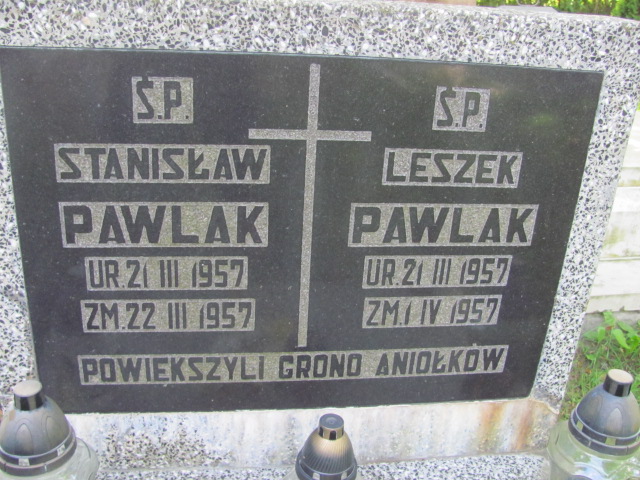 Ś.P.
STANISŁAW
PAWLAK
UR.21 III 1957
ZM.22 III 1957
Ś.P.
LESZEK
PAWLAK
UR.21 III 1957
ZM.1 IV 1957
POWIEKSZYLI GRONO ANIOŁKÓW